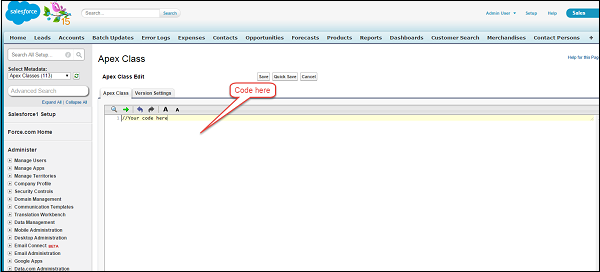 salesforce
15
Search...
Search
Admin User
Setup
Help
Sales
Home
Leads
Accounts
Batch Updates
Error Logs
Expenses
Contacts
Opportunities
Forecasts
Products
Reports
Dashboards
Customer Search
Merchandises
Contact Persons
+
Search All Setup...
Select Metadata:
Apex Classes (113)
Advanced Search
Expand All | Collapse All
Salesforce1 Setup
Force.com Home
Administer
Manage Users
Manage Apps
Manage Territories
Company Profile
Security Controls
Domain Management
Communication Templates
Translation Workbench
Data Management
Mobile Administration
Desktop Administration
Email Connect BETA
Email Administration
Google Apps
Data.com Administration
Apex Class
Help for this Page
Apex Class Edit
Save
Quick Save
Cancel
Code here
Apex Class
Version Settings
A
A
1 //Your code here